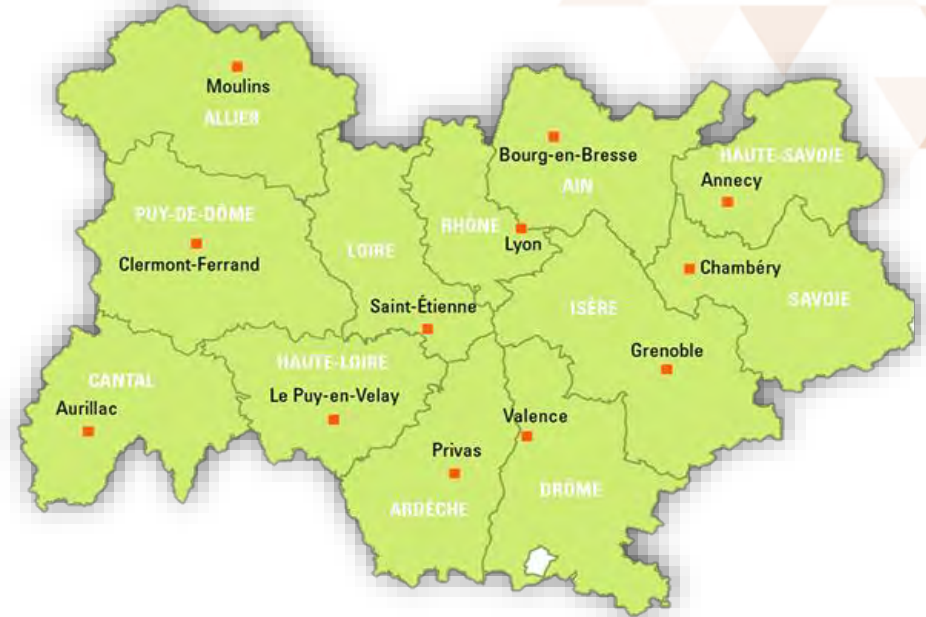 Moulins
ALLIER
Bourg-en-Bresse
AIN
HAUTE-SAVOIE
Annecy
PUY-DE-DÔME
Clermont-Ferrand
LOIRE
RHÔNE
Lyon
Chambéry
SAVOIE
Saint-Étienne
ISÈRE
Grenoble
HAUTE-LOIRE
Le Puy-en-Velay
CANTAL
Aurillac
Valence
Privas
DRÔME
ARDÈCHE